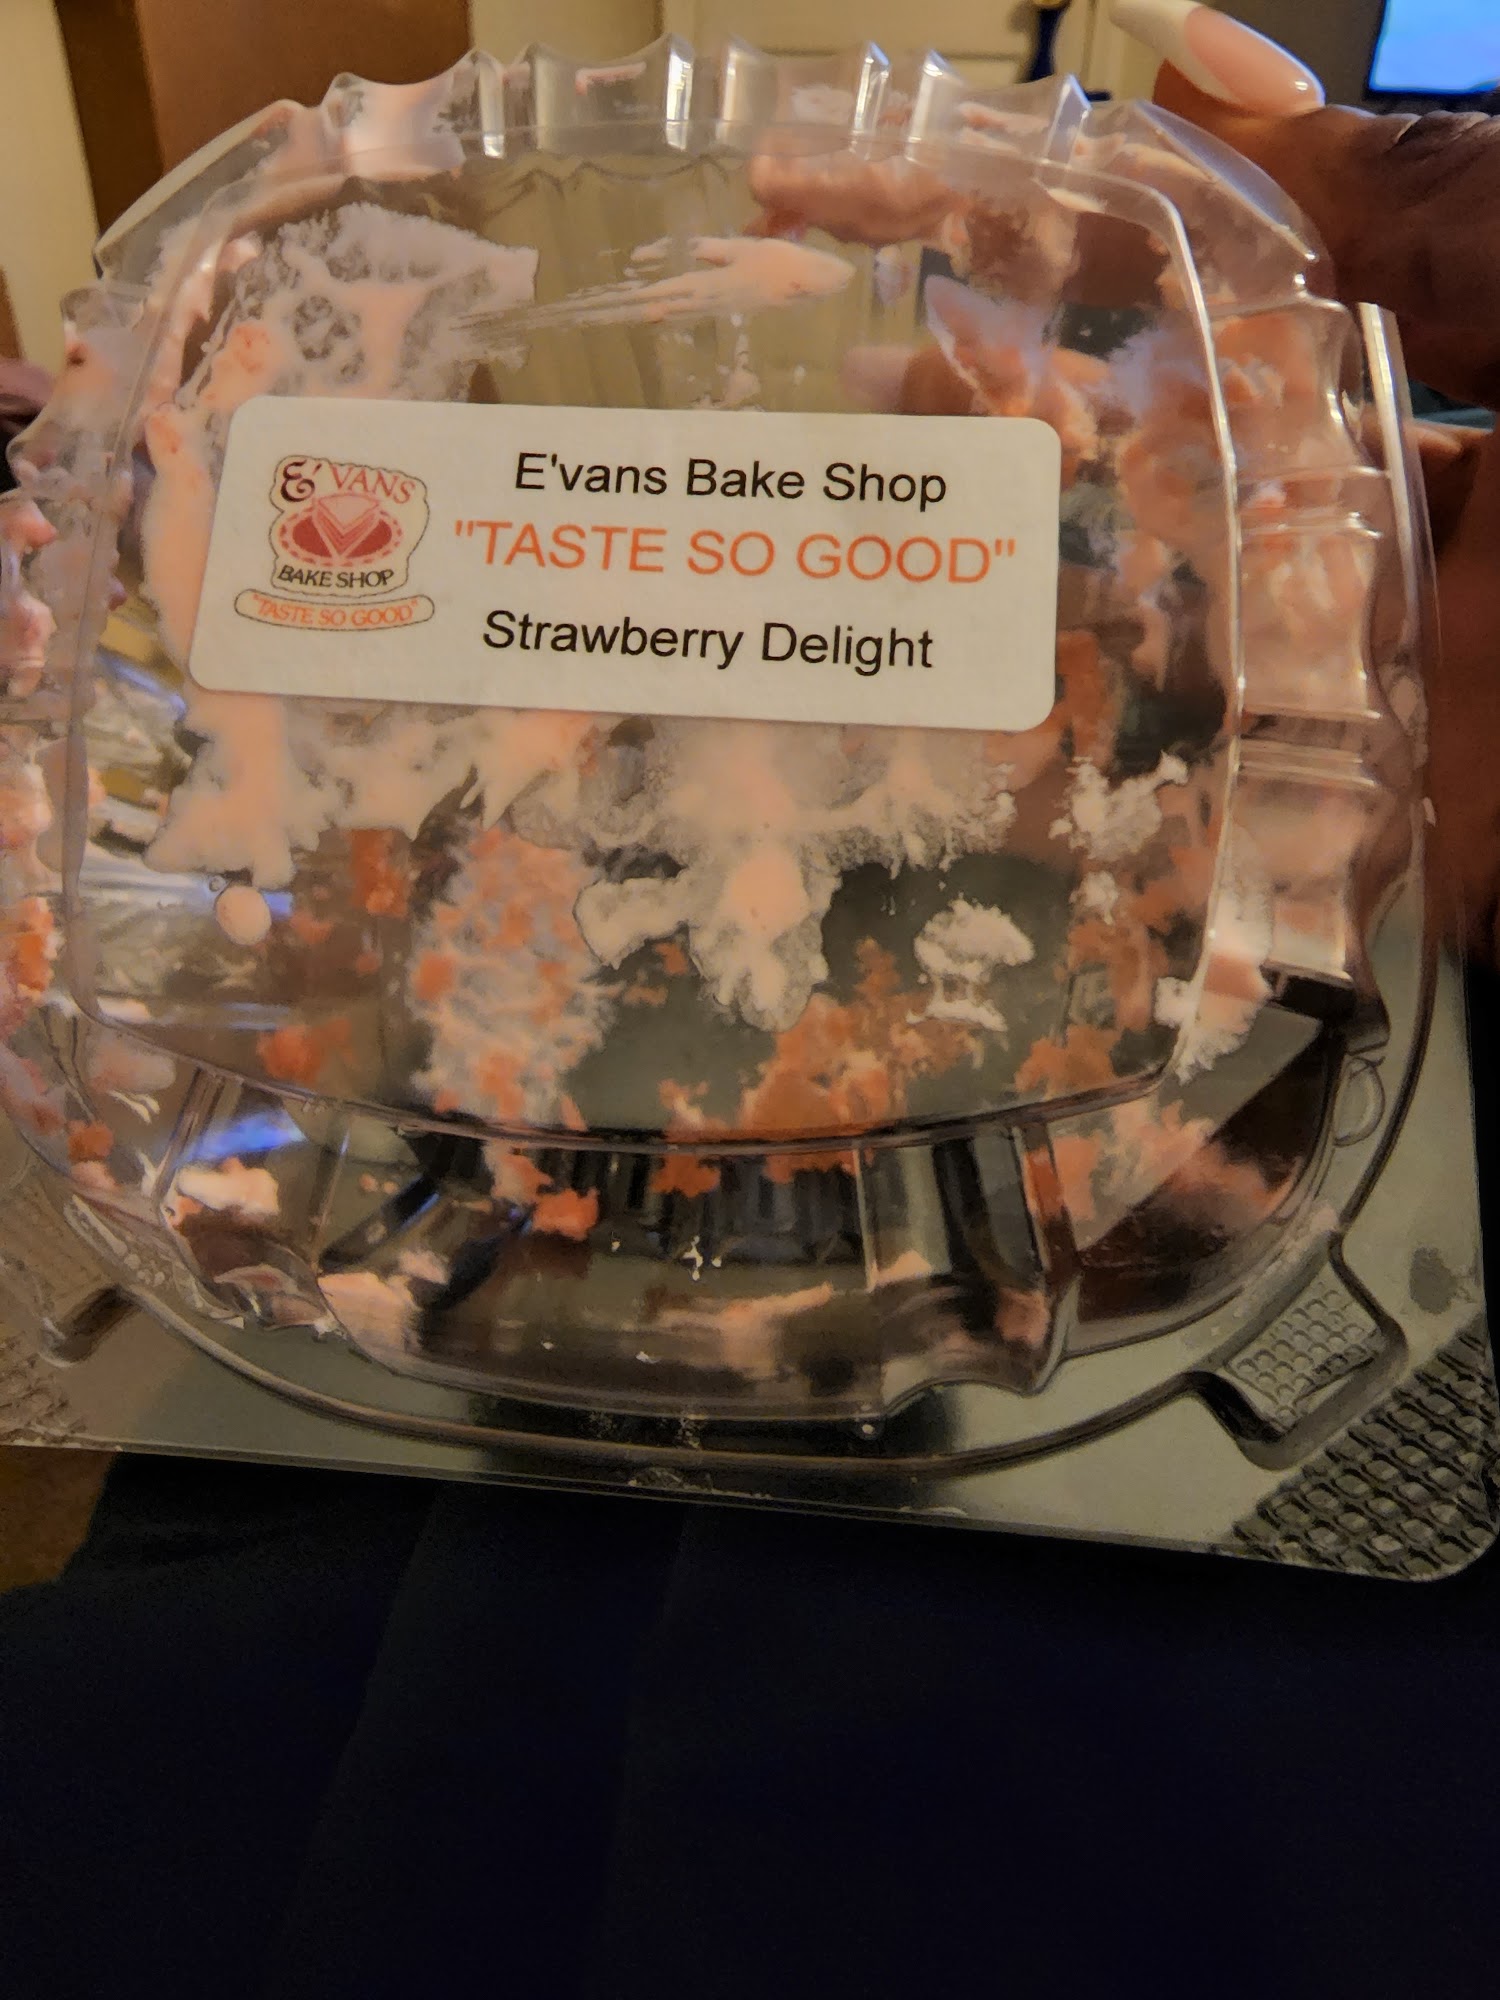 E'VANS
BAKE SHOP
"TASTE SO GOOD"
E'vans Bake Shop
"TASTE SO GOOD"
Strawberry Delight